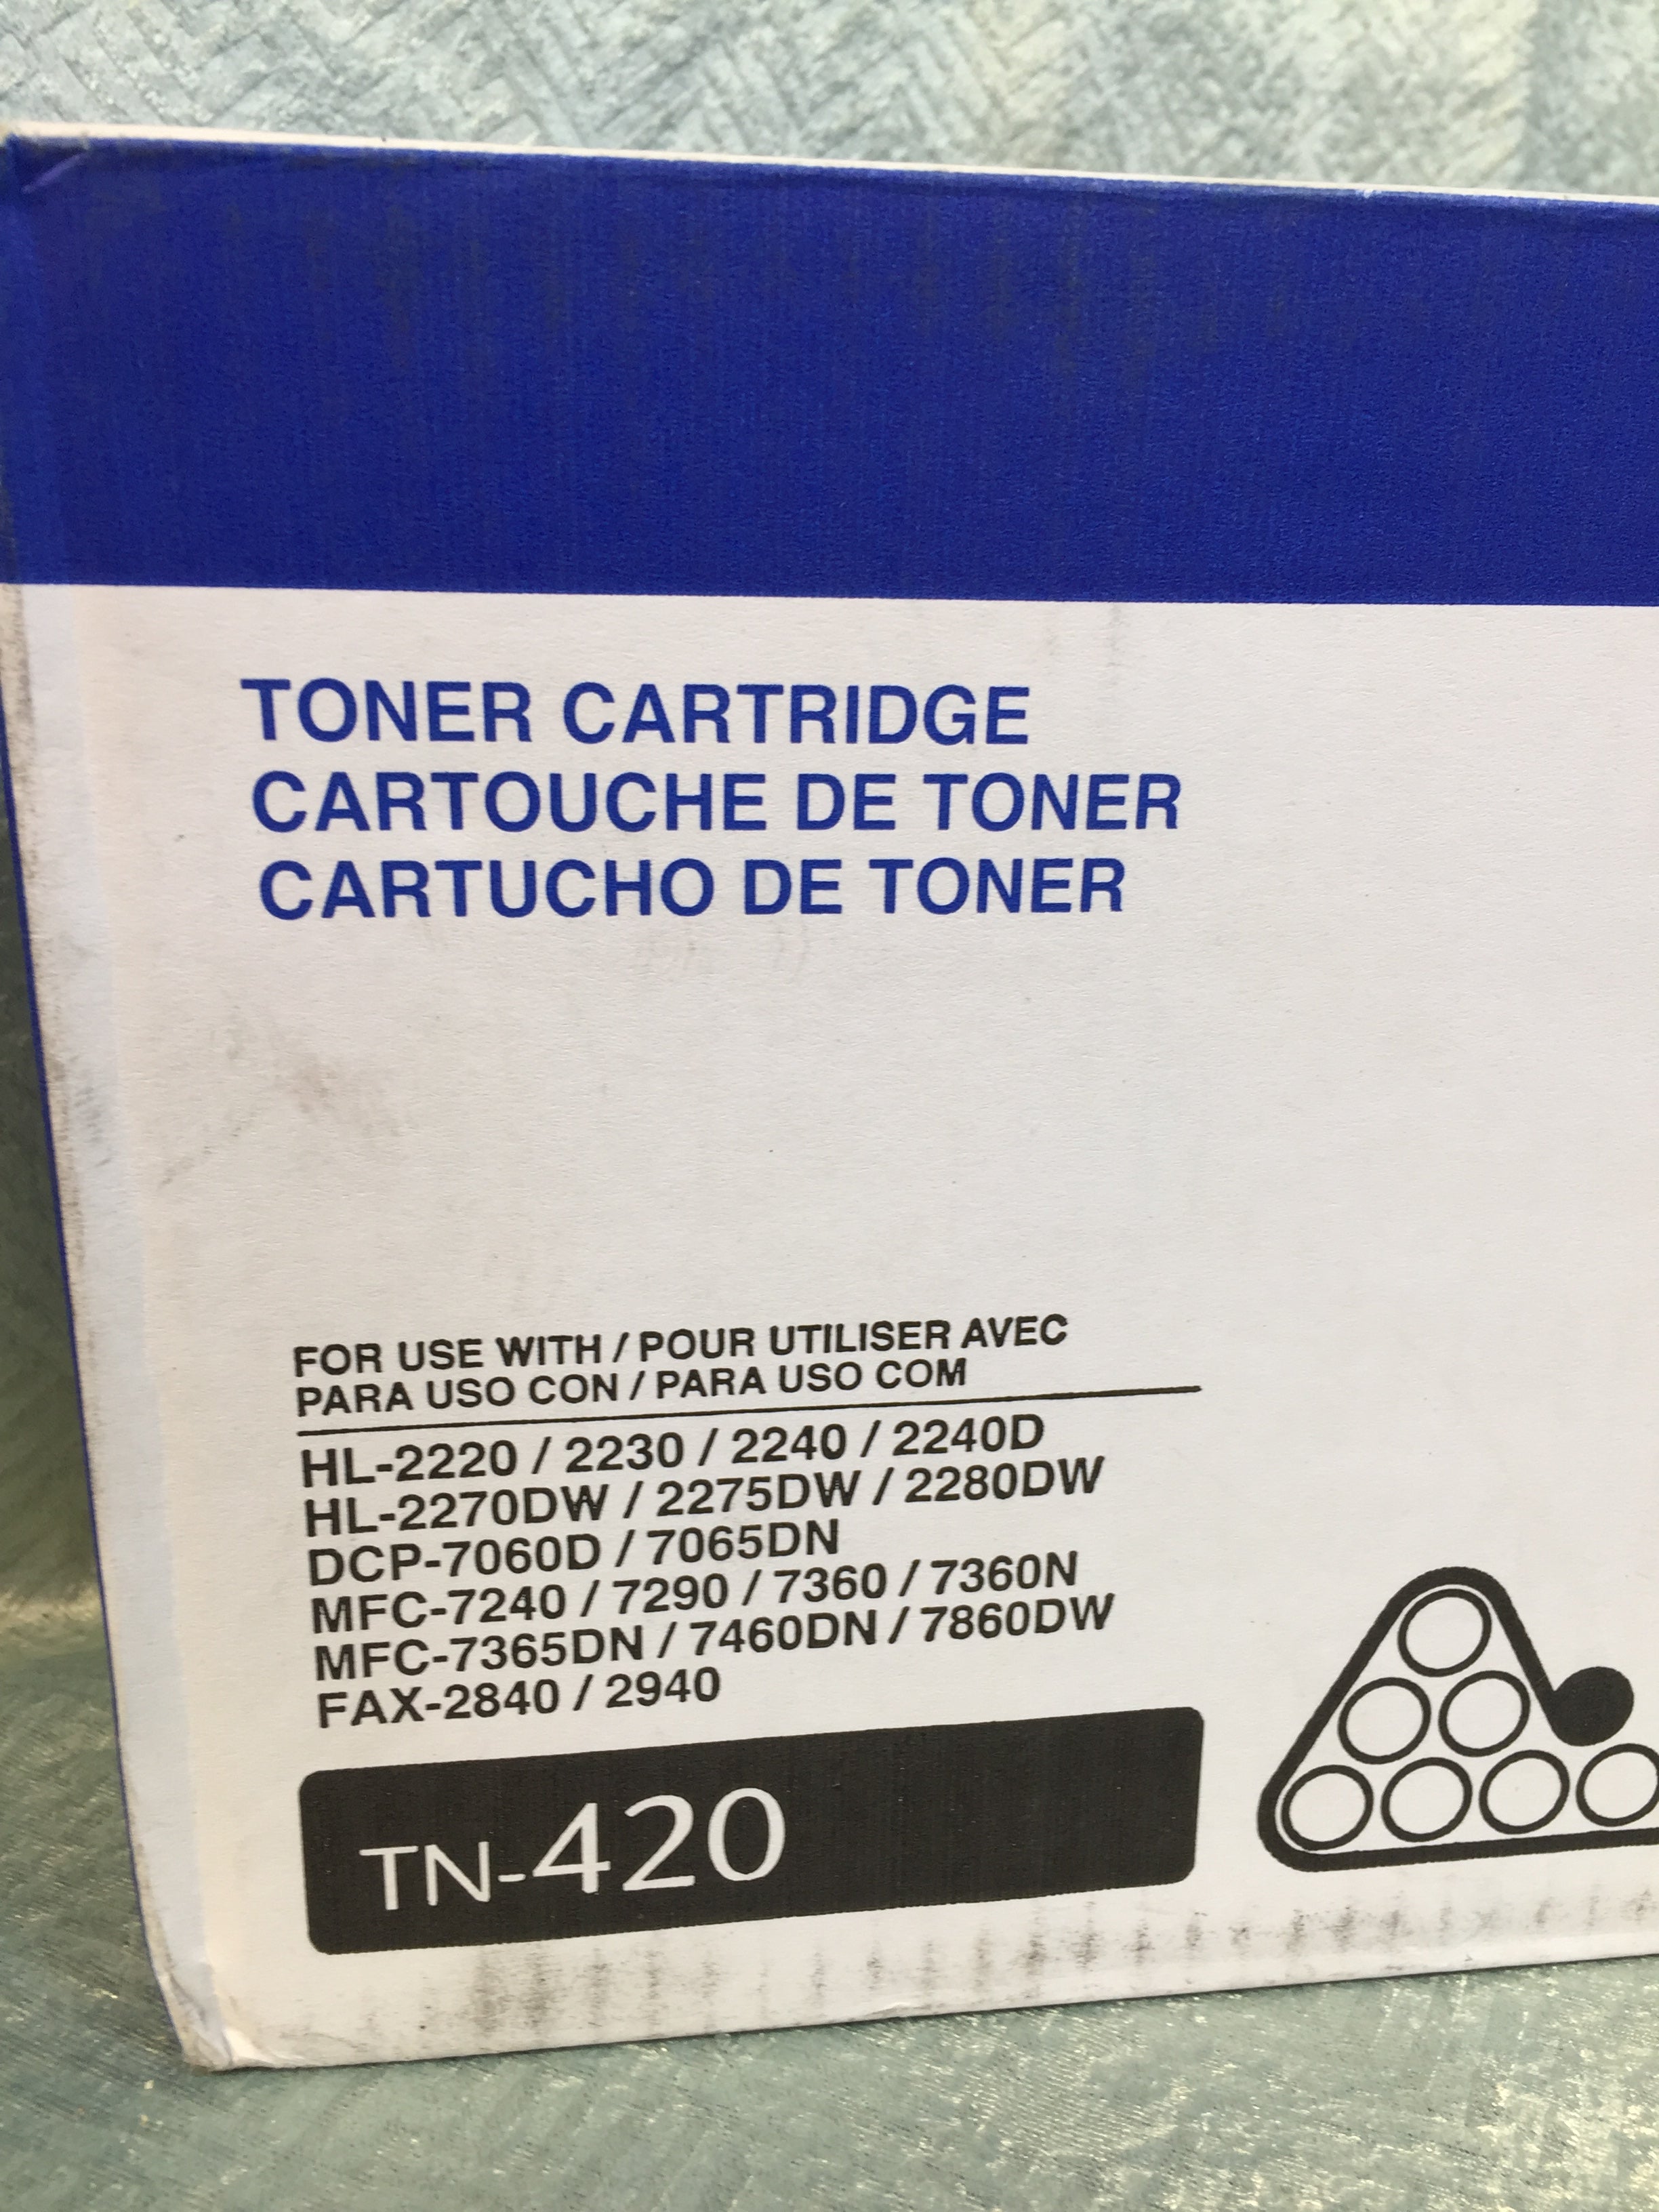 TONER CARTRIDGE
CARTOUCHE DE TONER
CARTUCHO DE TONER
FOR USE WITH / POUR UTILISER AVEC
PARA USO CON / PARA USO COM
HL-2220 / 2230 / 2240 / 2240D
HL-2270DW / 2275DW / 2280DW
DCP-7060D / 7065DN
MFC-7240 / 7290 / 7360 / 7360N
MFC-7365DN / 7460DN / 7860DW
FAX-2840 / 2940
TN-420